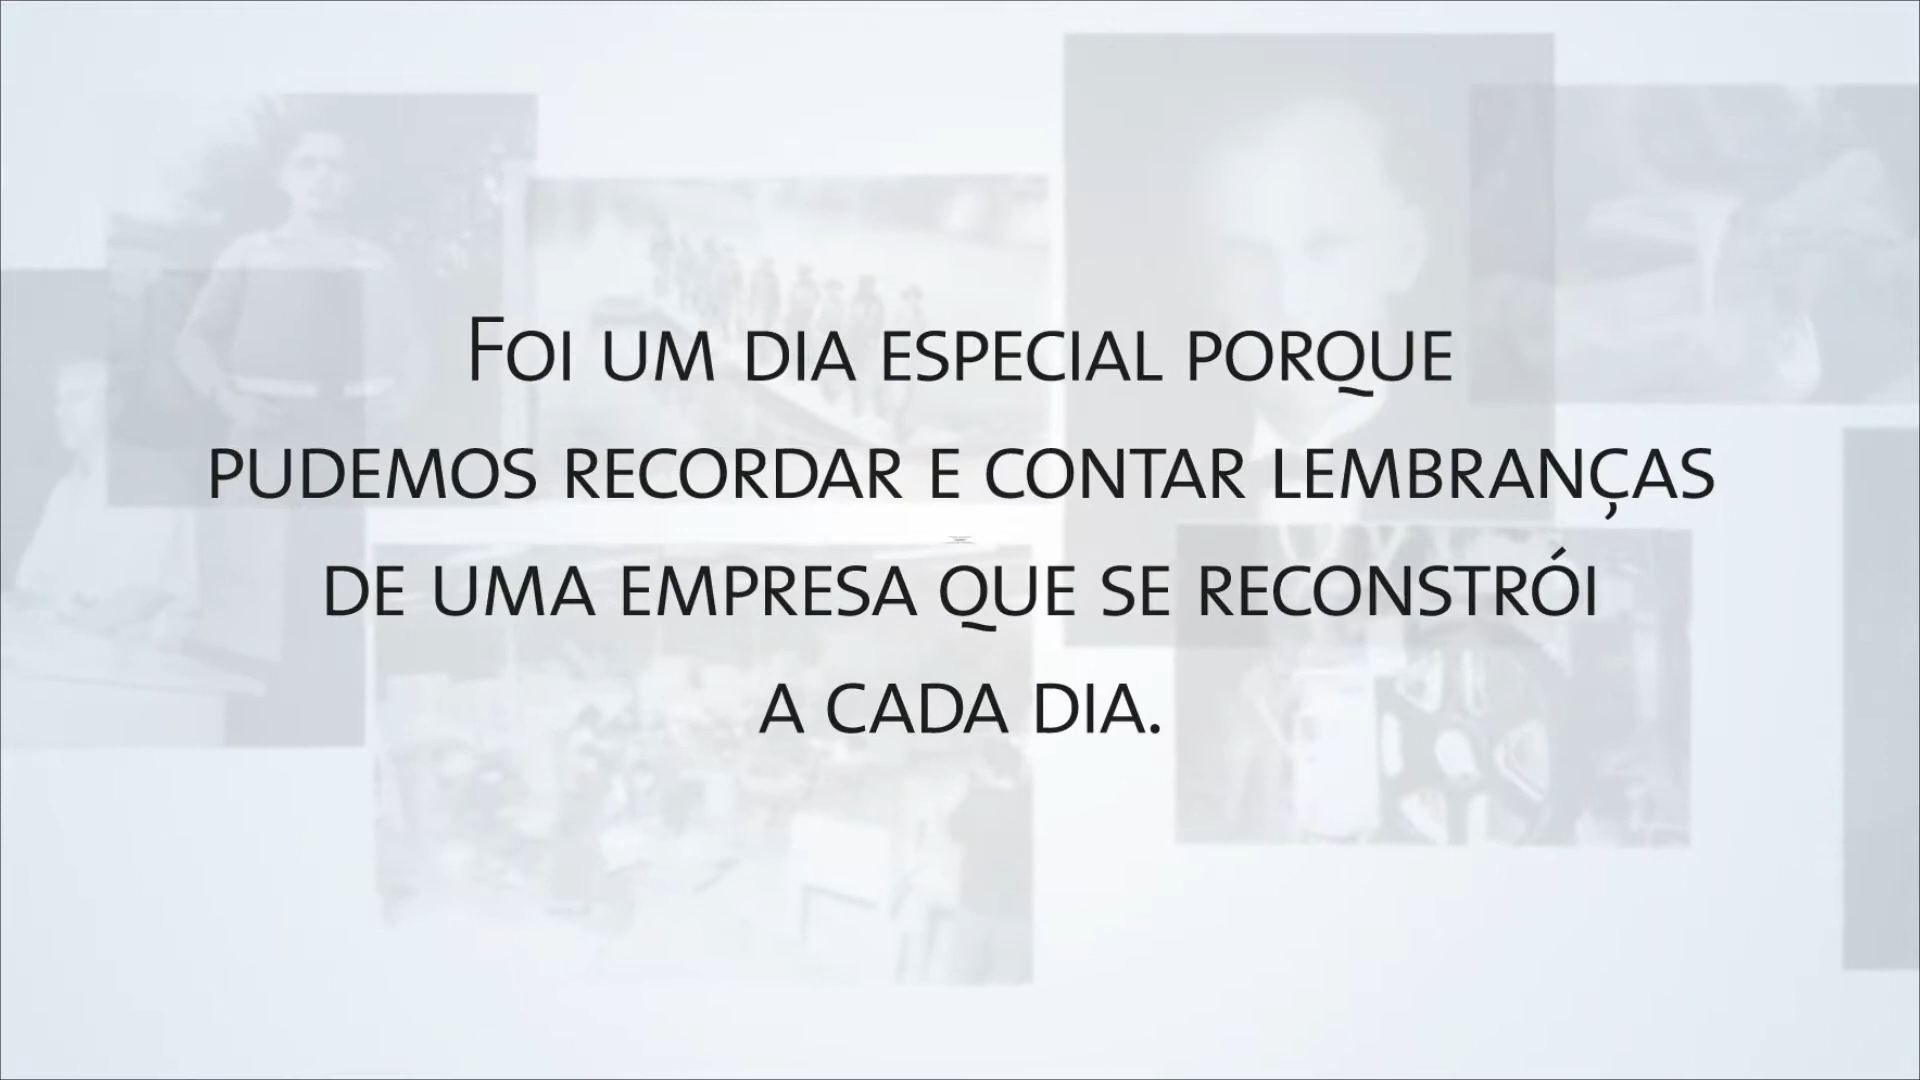 Foi um dia especial porque
pudemos recordar e contar lembranças
de uma empresa que se reconstrói
a cada dia.